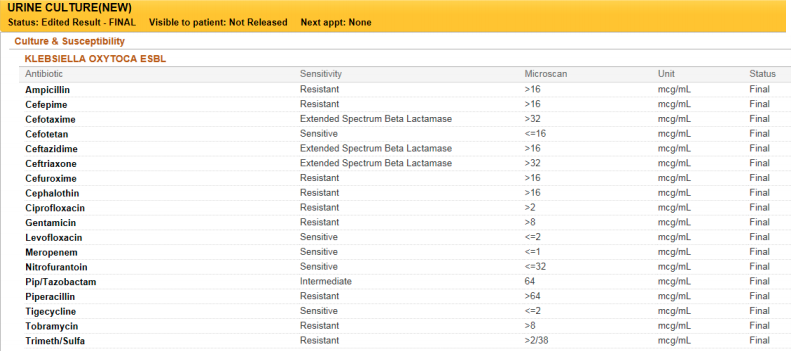 URINE CULTURE(NEW)
Status: Edited Result - FINAL Visible to patient: Not Released Next appt: None
Culture & Susceptibility
KLEBSIELLA OXYTOCA ESBL
Antibiotic Sensitivity Microscan Unit Status
Ampicillin Resistant >16 mcg/mL Final
Cefepime Resistant >16 mcg/mL Final
Cefotaxime Extended Spectrum Beta Lactamase >32 mcg/mL Final
Cefotetan Sensitive <=16 mcg/mL Final
Ceftazidime Extended Spectrum Beta Lactamase >16 mcg/mL Final
Ceftriaxone Extended Spectrum Beta Lactamase >32 mcg/mL Final
Cefuroxime Resistant >16 mcg/mL Final
Cephalothin Resistant >16 mcg/mL Final
Ciprofloxacin Resistant >2 mcg/mL Final
Gentamicin Resistant >8 mcg/mL Final
Levofloxacin Sensitive <=2 mcg/mL Final
Meropenem Sensitive <=1 mcg/mL Final
Nitrofurantoin Sensitive <=32 mcg/mL Final
Pip/Tazobactam Intermediate 64 mcg/mL Final
Piperacillin Resistant >64 mcg/mL Final
Tigecycline Sensitive <=2 mcg/mL Final
Tobramycin Resistant >8 mcg/mL Final
Trimeth/Sulfa Resistant >2/38 mcg/mL Final